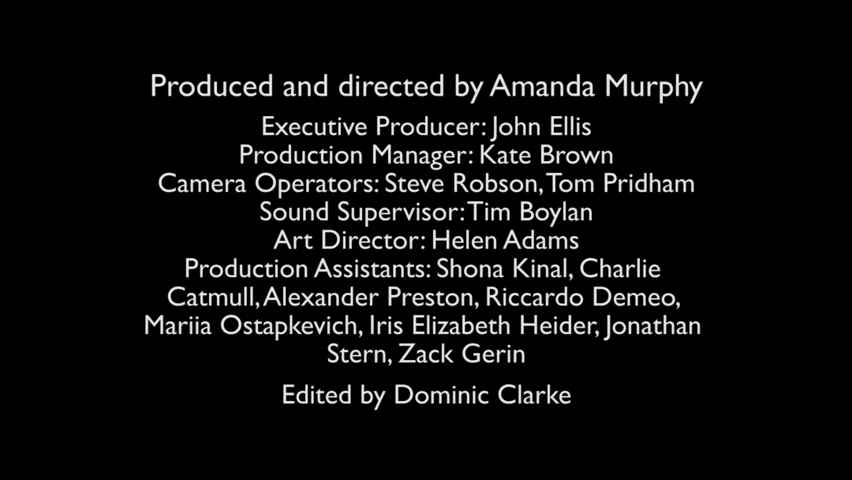 Produced and directed by Amanda Murphy
Executive Producer: John Ellis
Production Manager: Kate Brown
Camera Operators: Steve Robson, Tom Pridham
Sound Supervisor: Tim Boylan
Art Director: Helen Adams
Production Assistants: Shona Kinal, Charlie
Catmull, Alexander Preston, Riccardo Demeo,
Mariia Ostapkevich, Iris Elizabeth Heider, Jonathan
Stern, Zack Gerin
Edited by Dominic Clarke